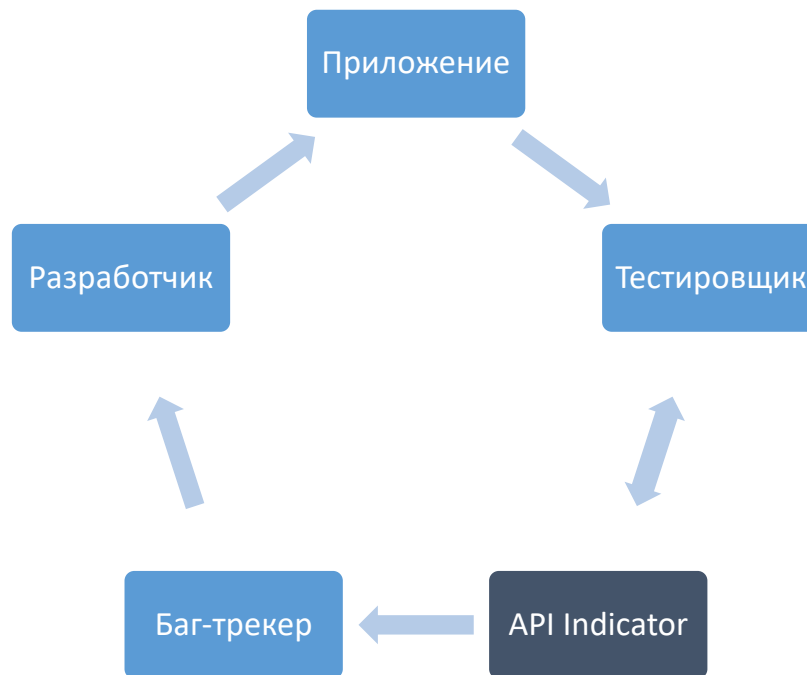 Приложение
Разработчик
Тестировщик
Баг-трекер
API Indicator